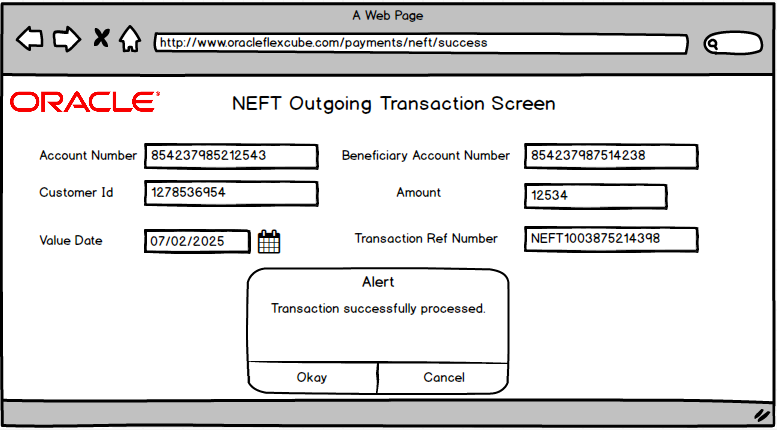 A Web Page
http://www.oracleflexcube.com/payments/neft/success
ORACLE
NEFT Outgoing Transaction Screen
Account Number 854237985212543 Beneficiary Account Number 854237987514238
Customer Id 1278536954 Amount 12534
Value Date 07/02/2025 Transaction Ref Number NEFT1003875214398
Alert
Transaction successfully processed.
Okay Cancel